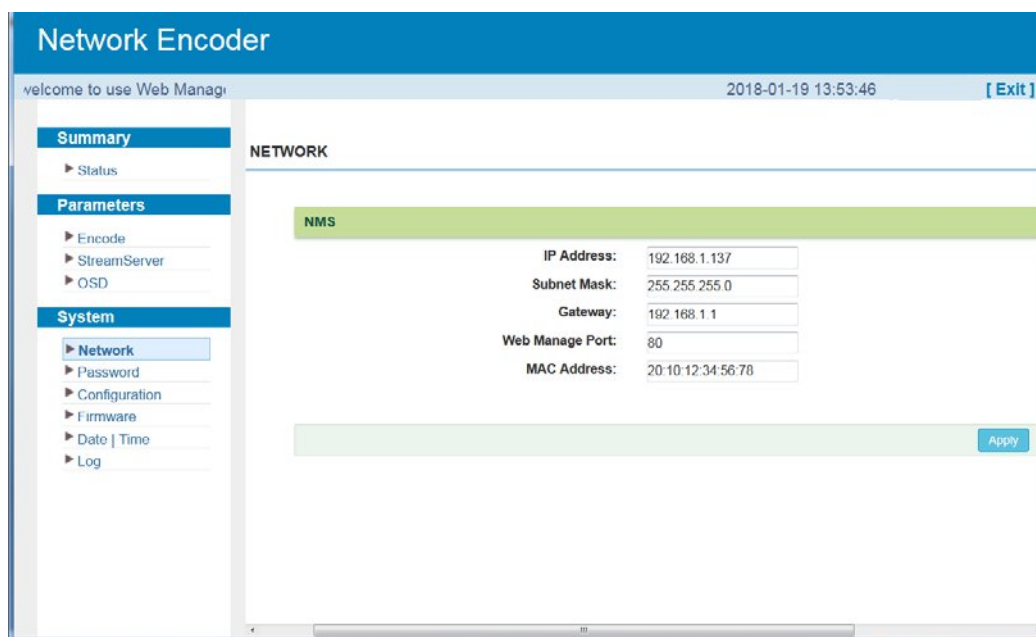 Network Encoder
welcome to use Web Manag
2018-01-19 13:53:46
[ Exit ]
Summary
Status
Parameters
Encode
StreamServer
OSD
System
Network
Password
Configuration
Firmware
Date | Time
Log
NETWORK
NMS
IP Address: 192.168.1.137
Subnet Mask: 255.255.255.0
Gateway: 192.168.1.1
Web Manage Port: 80
MAC Address: 20:10:12:34:56:78
Apply